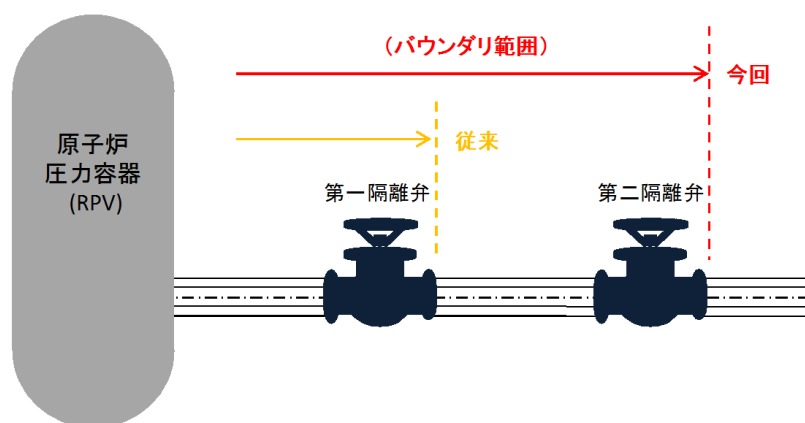 (バウンダリ範囲)
今回
従来
原子炉
圧力容器
(RPV)
第一隔離弁
第二隔離弁